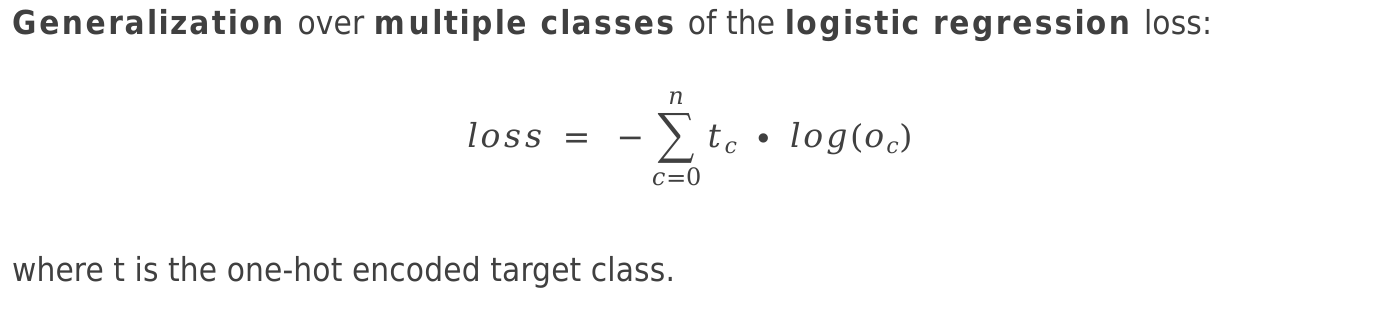 Generalization over multiple classes of the logistic regression loss:
n
loss = − ∑ t_c • log(o_c)
c=0
where t is the one-hot encoded target class.